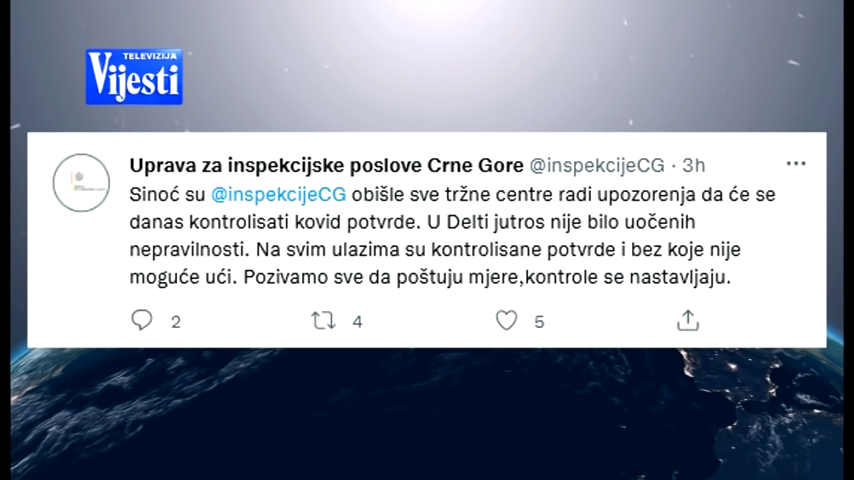 TELEVIZIJA
Vijesti
Uprava za inspekcijske poslove Crne Gore @inspekcijeCG · 3h
Sinoć su @inspekcijeCG obišle sve tržne centre radi upozorenja da će se
danas kontrolisati kovid potvrde. U Delti jutros nije bilo uočenih
nepravilnosti. Na svim ulazima su kontrolisane potvrde i bez koje nije
moguće ući. Pozivamo sve da poštuju mjere,kontrole se nastavljaju.
2 4 5